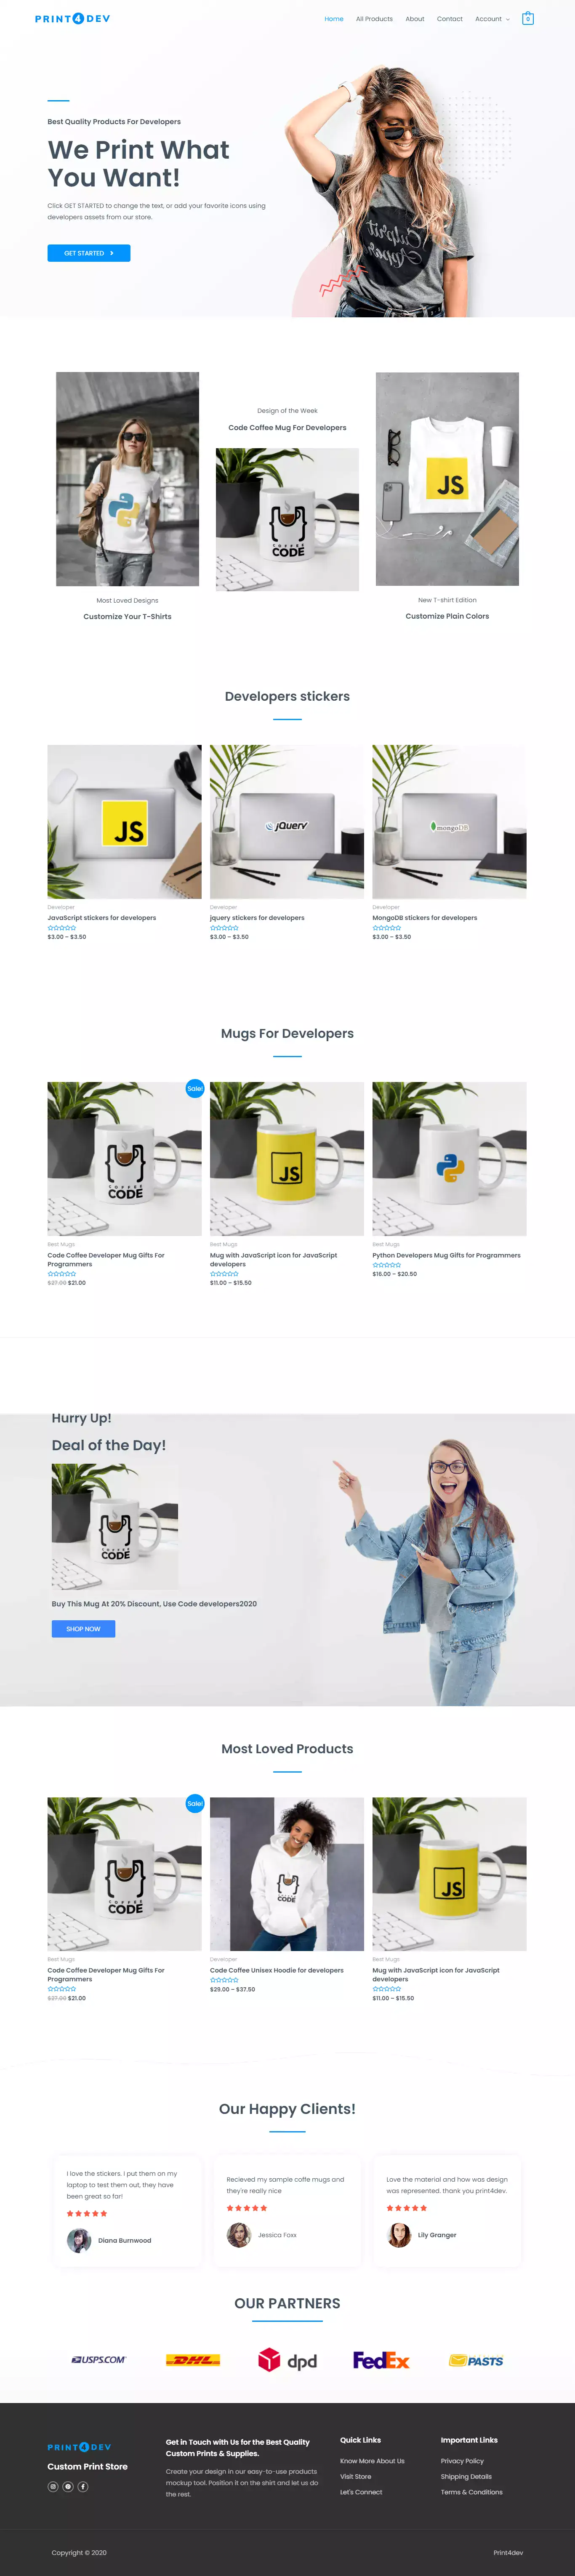 PRINT4DEV
Home
All Products
About
Contact
Account
0
Best Quality Products For Developers
We Print What
You Want!
Click GET STARTED to change the text, or add your favorite icons using
developers assets from our store.
GET STARTED
Design of the Week
Code Coffee Mug For Developers
COFFEE
CODE
JS
Most Loved Designs
Customize Your T-Shirts
New T-shirt Edition
Customize Plain Colors
Developers stickers
JS
jQuery
mongoDB
Developer
JavaScript stickers for developers
$3.00 – $3.50
Developer
jquery stickers for developers
$3.00 – $3.50
Developer
MongoDB stickers for developers
$3.00 – $3.50
Mugs For Developers
Sale!
COFFEE
CODE
JS
Best Mugs
Code Coffee Developer Mug Gifts For
Programmers
$27.00 $21.00
Best Mugs
Mug with JavaScript icon for JavaScript
developers
$11.00 – $15.50
Best Mugs
Python Developers Mug Gifts for Programmers
$16.00 – $20.50
Hurry Up!
Deal of the Day!
COFFEE
CODE
Buy This Mug At 20% Discount, Use Code developers2020
SHOP NOW
Most Loved Products
Sale!
COFFEE
CODE
COFFEE
CODE
JS
Best Mugs
Code Coffee Developer Mug Gifts For
Programmers
$27.00 $21.00
Developer
Code Coffee Unisex Hoodie for developers
$29.00 – $37.50
Best Mugs
Mug with JavaScript icon for JavaScript
developers
$11.00 – $15.50
Our Happy Clients!
I love the stickers. I put them on my
laptop to test them out, they have
been great so far!
Diana Burnwood
Recieved my sample coffe mugs and
they're really nice
Jessica Foxx
Love the material and how was design
was represented. thank you print4dev.
Lily Granger
OUR PARTNERS
USPS.COM
DHL
dpd
FedEx
PASTS
PRINT4DEV
Custom Print Store
Get in Touch with Us for the Best Quality
Custom Prints & Supplies.
Create your design in our easy-to-use products
mockup tool. Position it on the shirt and let us do
the rest.
Quick Links
Know More About Us
Visit Store
Let's Connect
Important Links
Privacy Policy
Shipping Details
Terms & Conditions
Copyright © 2020
Print4dev